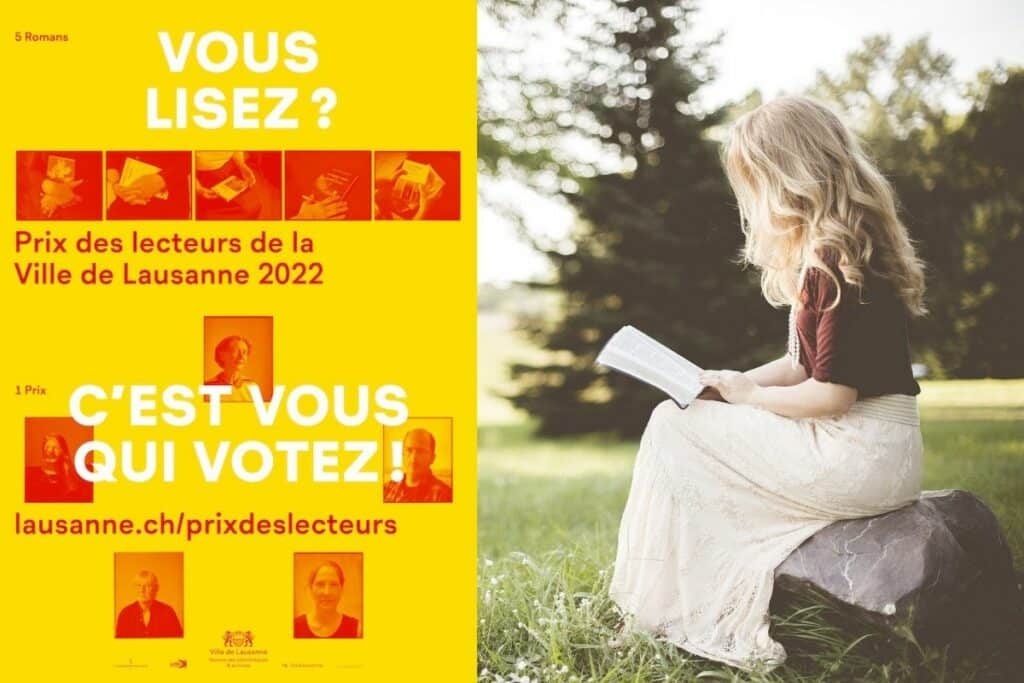 5 Romans
VOUS
LISEZ ?
Prix des lecteurs de la
Ville de Lausanne 2022
1 Prix
C'EST VOUS
QUI VOTEZ !
lausanne.ch/prixdeslecteurs
Ville de Lausanne